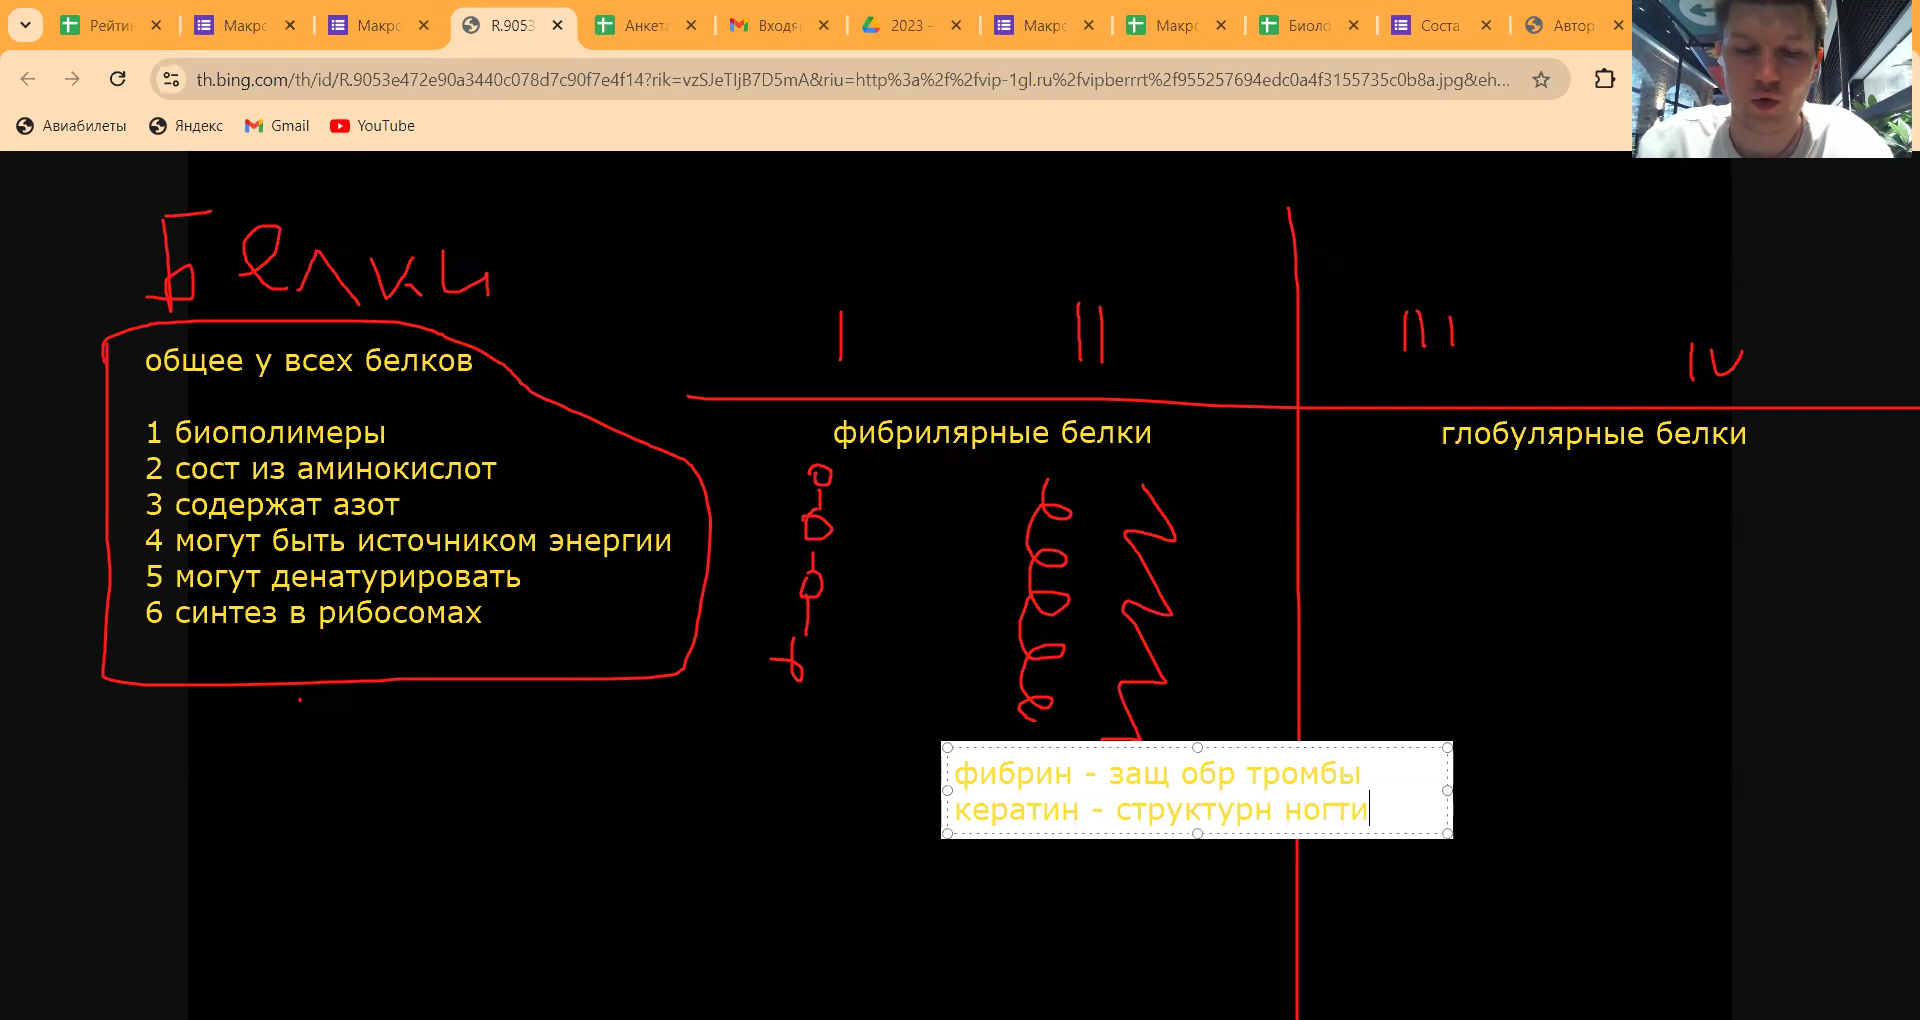 Рейтин
Макро
Макро
R.9053
Анкета
Входящ
2023 -
Макро
Макро
Биоло
Соста
Автор
th.bing.com/th/id/R.9053e472e90a3440c078d7c90f7e4f14?rik=vzSJeTIjB7D5mA&riu=http%3a%2f%2fvip-1gl.ru%2fvipberrrt%2f955257694edc0a4f3155735c0b8a.jpg&eh...
Авиабилеты
Яндекс
Gmail
YouTube
Белки
общее у всех белков
1 биополимеры
2 сост из аминокислот
3 содержат азот
4 могут быть источником энергии
5 могут денатурировать
6 синтез в рибосомах
I
II
III
IV
фибрилярные белки
глобулярные белки
фибрин - защ обр тромбы
кератин - структурн ногти